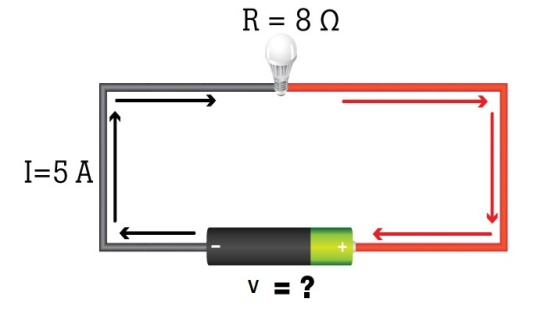 R = 8 Ω
I=5 A
- +
v = ?